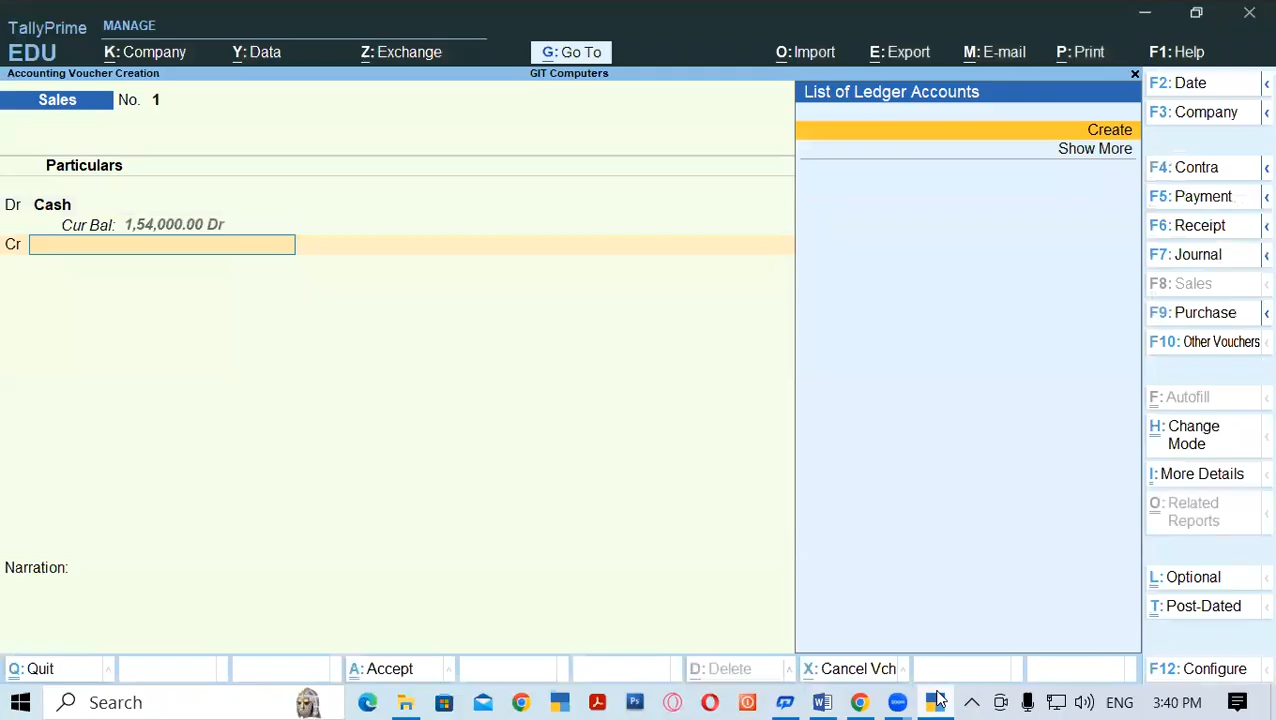 TallyPrime MANAGE
EDU K: Company Y: Data Z: Exchange G: Go To O: Import E: Export M: E-mail P: Print F1: Help
Accounting Voucher Creation GIT Computers
Sales No. 1
Particulars
Dr Cash
Cur Bal: 1,54,000.00 Dr
Cr
Narration:
List of Ledger Accounts
Create
Show More
F2: Date
F3: Company
F4: Contra
F5: Payment
F6: Receipt
F7: Journal
F8: Sales
F9: Purchase
F10: Other Vouchers
F: Autofill
H: Change
Mode
I: More Details
O: Related
Reports
L: Optional
T: Post-Dated
Q: Quit A: Accept D: Delete X: Cancel Vch F12: Configure
Search ENG 3:40 PM